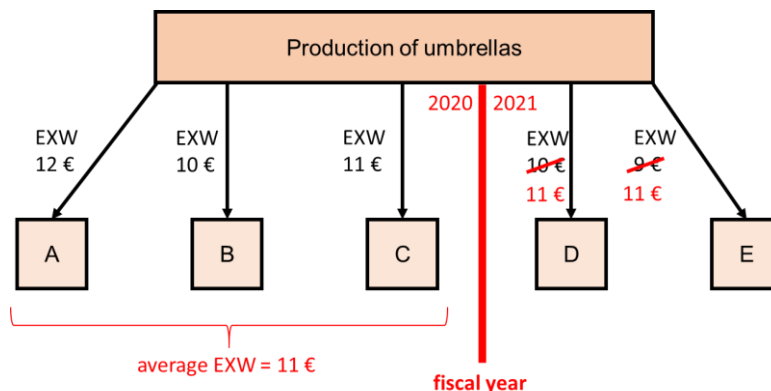 Production of umbrellas
2020 2021
EXW
12 €
EXW
10 €
EXW
11 €
EXW
10 €
11 €
EXW
9 €
11 €
A
B
C
D
E
average EXW = 11 €
fiscal year